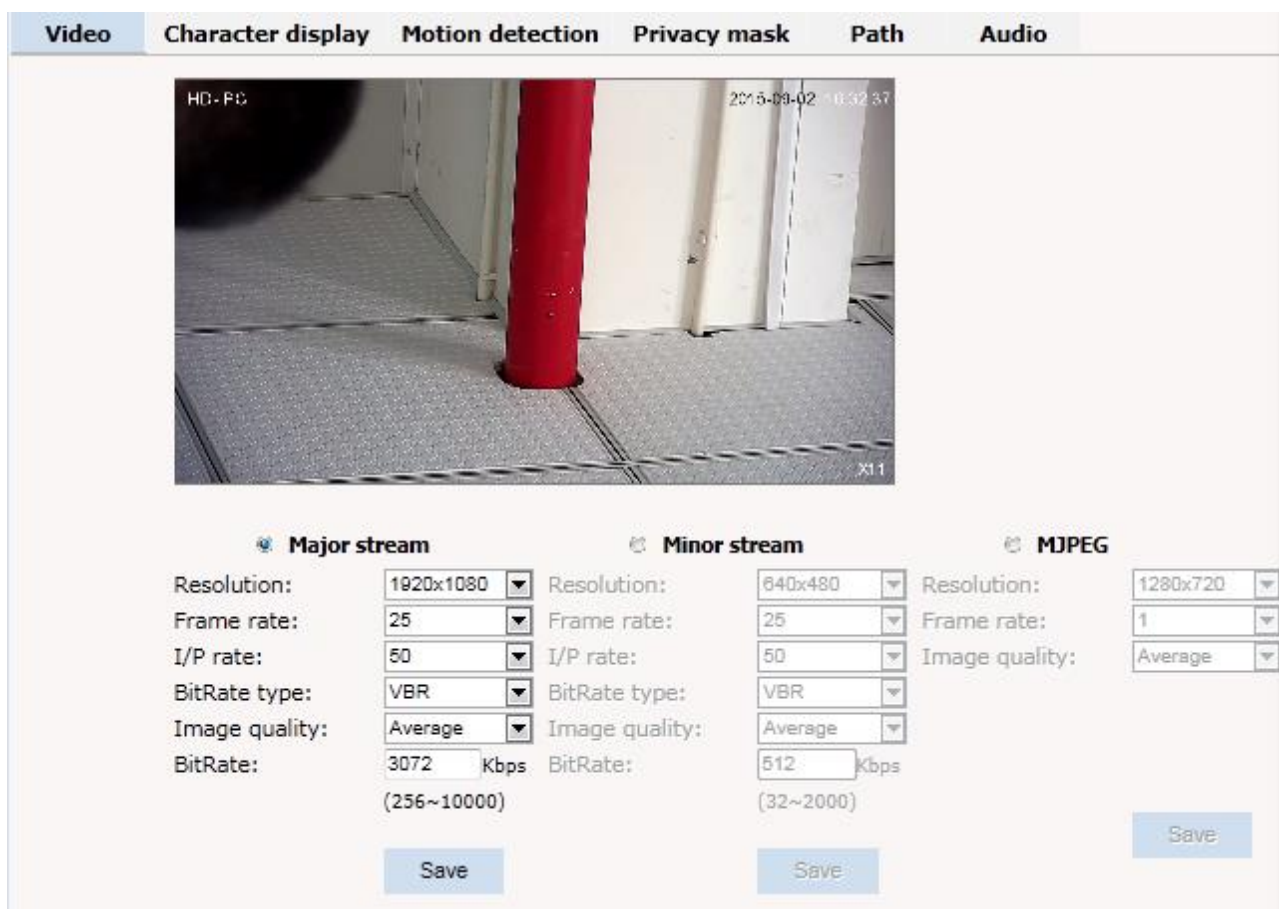 Video Character display Motion detection Privacy mask Path Audio
HD-PC 2015-09-02 10:32:37
X11
Major stream Minor stream MJPEG
Resolution: 1920x1080 Resolution: 640x480 Resolution: 1280x720
Frame rate: 25 Frame rate: 25 Frame rate: 1
I/P rate: 50 I/P rate: 50 Image quality: Average
BitRate type: VBR BitRate type: VBR
Image quality: Average Image quality: Average
BitRate: 3072 Kbps BitRate: 512 Kbps
(256~10000) (32~2000)
Save
Save Save